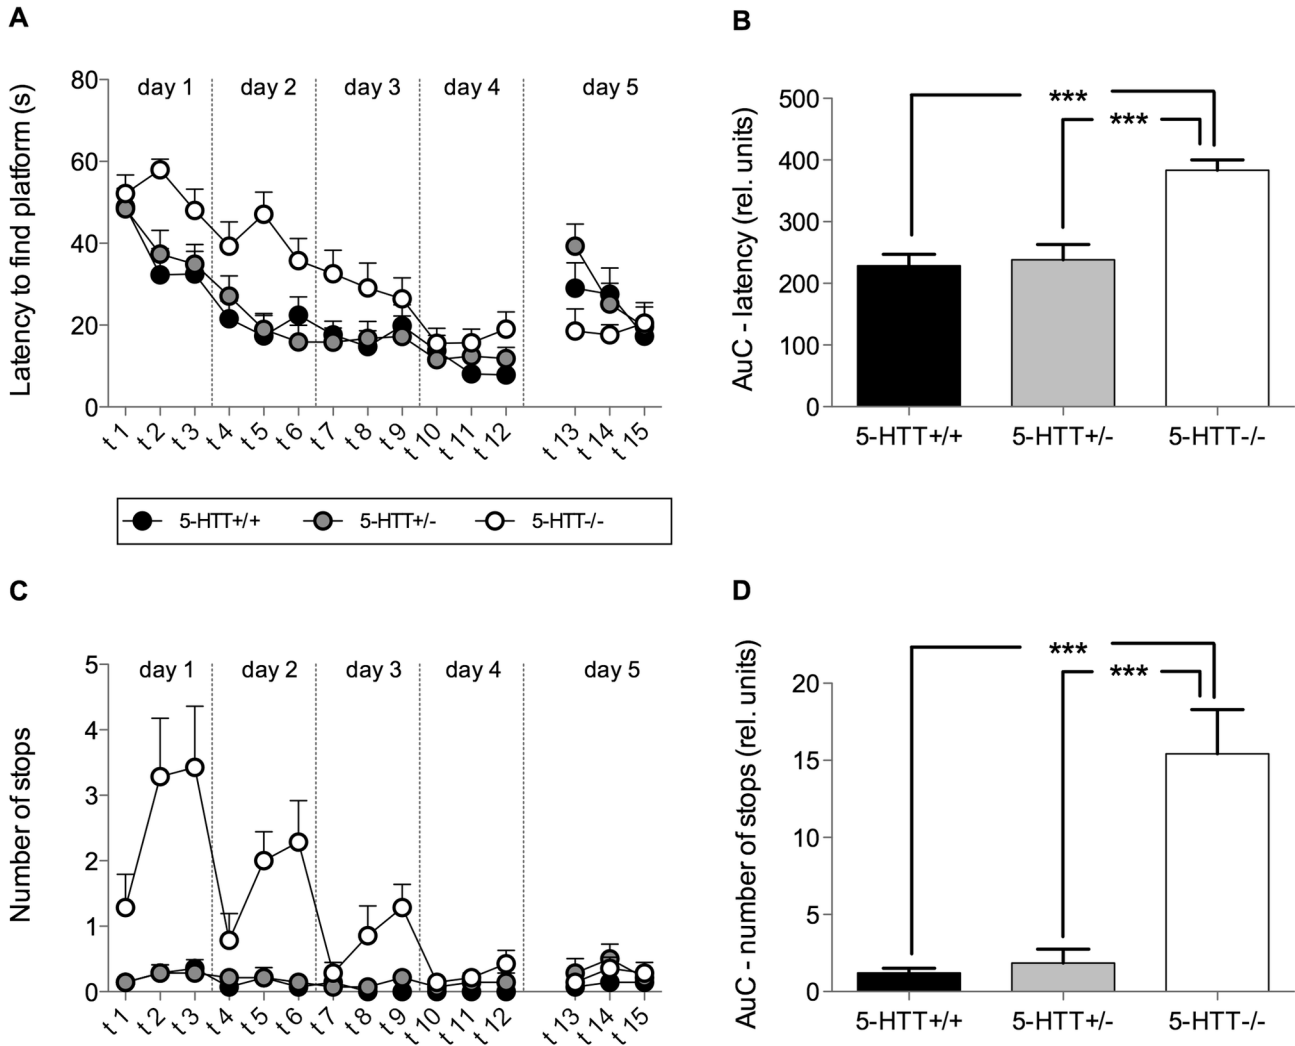 A
Latency to find platform (s)
80
60
40
20
0
day 1
day 2
day 3
day 4
day 5
t 1
t 2
t 3
t 4
t 5
t 6
t 7
t 8
t 9
t 10
t 11
t 12
t 13
t 14
t 15
5-HTT+/+
5-HTT+/-
5-HTT-/-
B
AuC - latency (rel. units)
500
400
300
200
100
0
***
***
5-HTT+/+
5-HTT+/-
5-HTT-/-
C
Number of stops
5
4
3
2
1
0
day 1
day 2
day 3
day 4
day 5
t 1
t 2
t 3
t 4
t 5
t 6
t 7
t 8
t 9
t 10
t 11
t 12
t 13
t 14
t 15
D
AuC - number of stops (rel. units)
20
15
10
5
0
***
***
5-HTT+/+
5-HTT+/-
5-HTT-/-